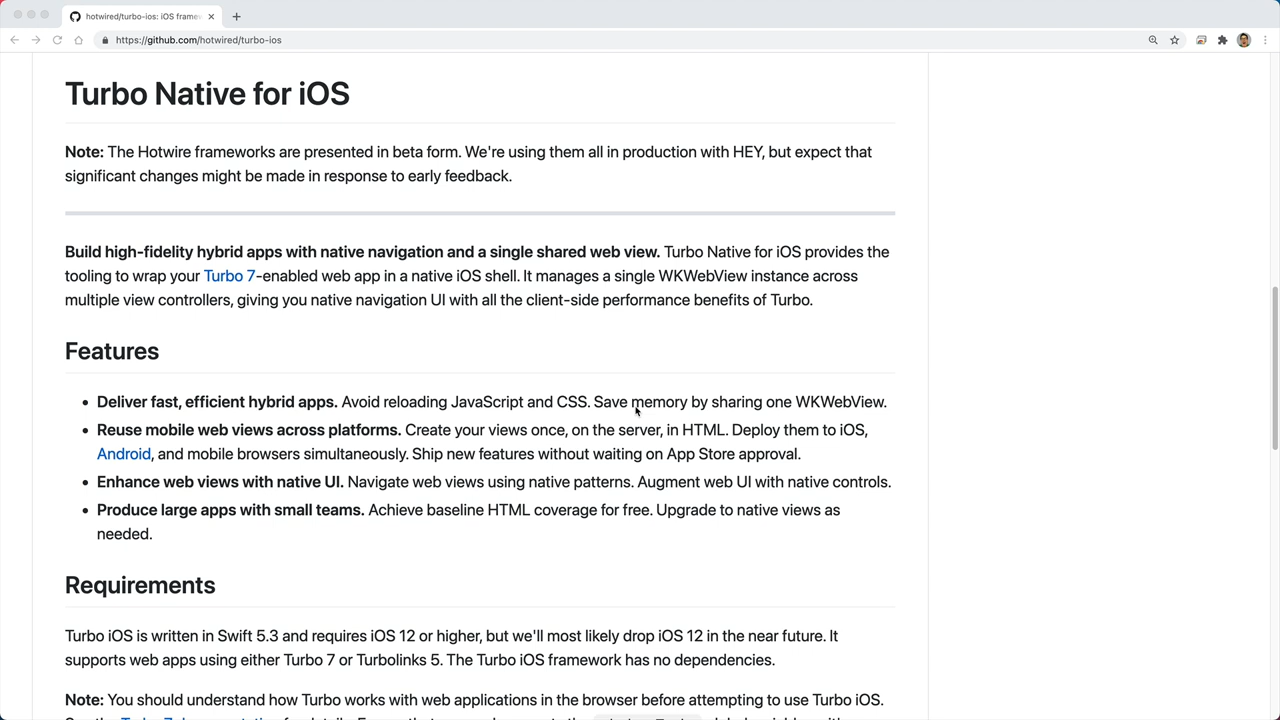 hotwired/turbo-ios: iOS frame
https://github.com/hotwired/turbo-ios
Turbo Native for iOS
Note: The Hotwire frameworks are presented in beta form. We're using them all in production with HEY, but expect that
significant changes might be made in response to early feedback.
Build high-fidelity hybrid apps with native navigation and a single shared web view. Turbo Native for iOS provides the
tooling to wrap your Turbo 7-enabled web app in a native iOS shell. It manages a single WKWebView instance across
multiple view controllers, giving you native navigation UI with all the client-side performance benefits of Turbo.
Features
Deliver fast, efficient hybrid apps. Avoid reloading JavaScript and CSS. Save memory by sharing one WKWebView.
Reuse mobile web views across platforms. Create your views once, on the server, in HTML. Deploy them to iOS,
Android, and mobile browsers simultaneously. Ship new features without waiting on App Store approval.
Enhance web views with native UI. Navigate web views using native patterns. Augment web UI with native controls.
Produce large apps with small teams. Achieve baseline HTML coverage for free. Upgrade to native views as
needed.
Requirements
Turbo iOS is written in Swift 5.3 and requires iOS 12 or higher, but we'll most likely drop iOS 12 in the near future. It
supports web apps using either Turbo 7 or Turbolinks 5. The Turbo iOS framework has no dependencies.
Note: You should understand how Turbo works with web applications in the browser before attempting to use Turbo iOS.